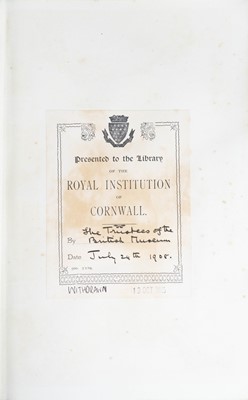 Presented to the Library
OF THE
ROYAL INSTITUTION
OF
CORNWALL.
The Trustees of the
By British Museum
Date July 24th 1905.
WITHDRAWN